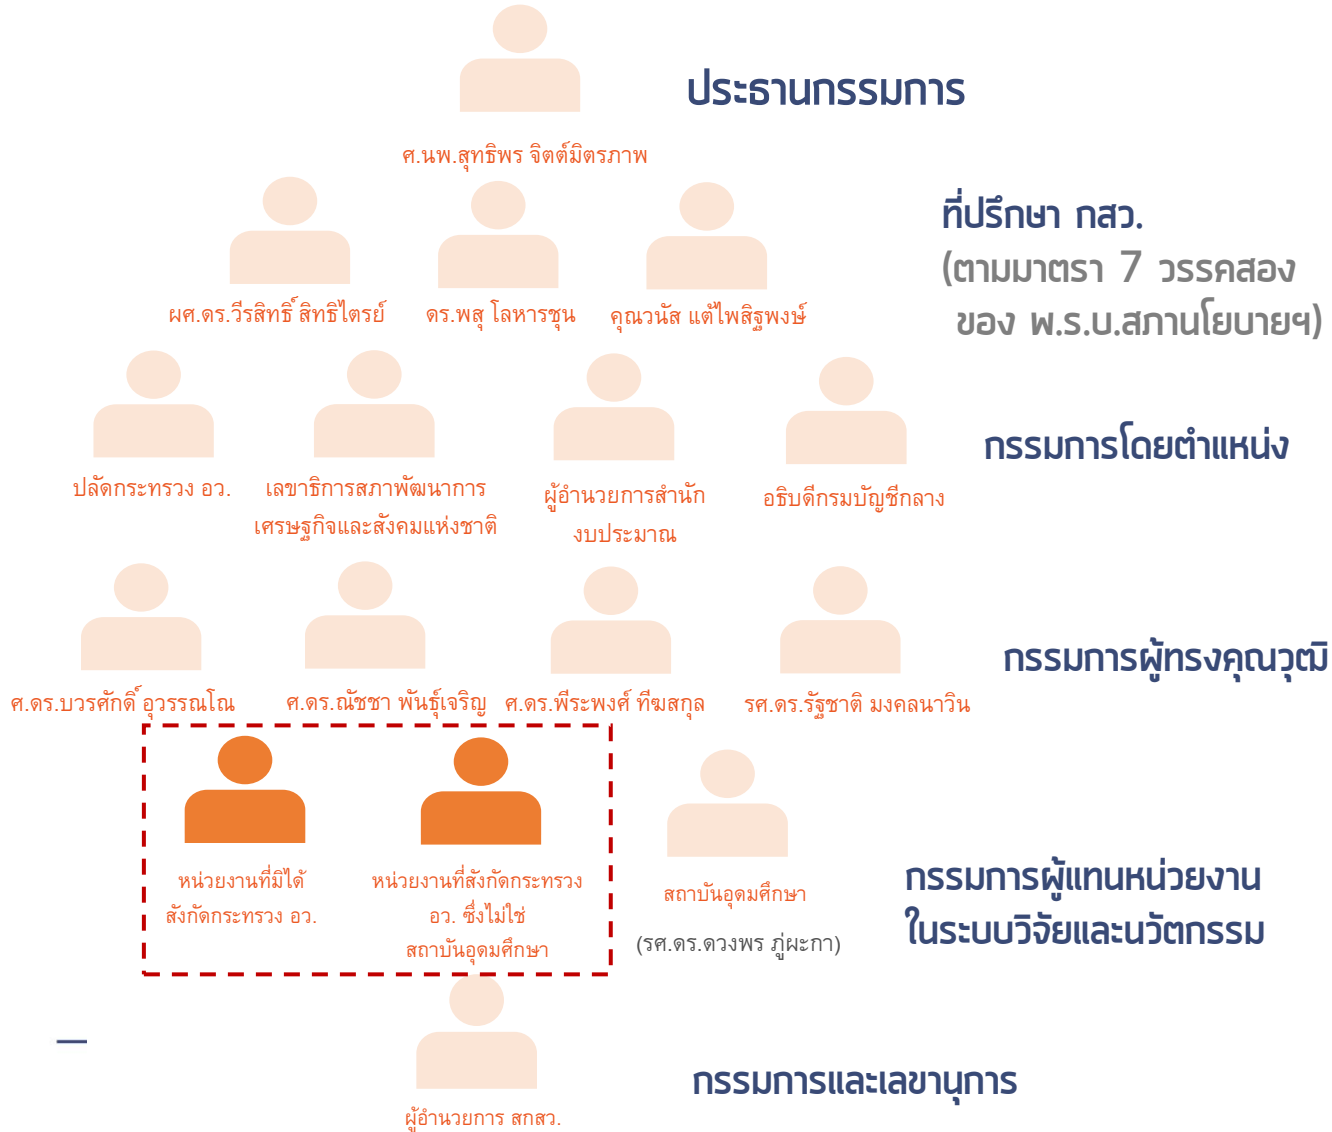 ประธานกรรมการ
ศ.นพ.สุทธิพร จิตต์มิตรภาพ
ที่ปรึกษา กสว.
(ตามมาตรา 7 วรรคสอง
ของ พ.ร.บ.สภานโยบายฯ)
ผศ.ดร.วีรสิทธิ์ สิทธิไตรย์
ดร.พสุ โลหารชุน
คุณวนัส แต้ไพสิฐพงษ์
กรรมการโดยตำแหน่ง
ปลัดกระทรวง อว.
เลขาธิการสภาพัฒนาการ
เศรษฐกิจและสังคมแห่งชาติ
ผู้อำนวยการสำนัก
งบประมาณ
อธิบดีกรมบัญชีกลาง
กรรมการผู้ทรงคุณวุฒิ
ศ.ดร.บวรศักดิ์ อุวรรณโณ
ศ.ดร.ณัชชา พันธุ์เจริญ
ศ.ดร.พีระพงศ์ ทีฆสกุล
รศ.ดร.รัฐชาติ มงคลนาวิน
หน่วยงานที่มิได้
สังกัดกระทรวง อว.
หน่วยงานที่สังกัดกระทรวง
อว. ซึ่งไม่ใช่
สถาบันอุดมศึกษา
สถาบันอุดมศึกษา
(รศ.ดร.ดวงพร ภู่ผะกา)
กรรมการผู้แทนหน่วยงาน
ในระบบวิจัยและนวัตกรรม
กรรมการและเลขานุการ
ผู้อำนวยการ สกสว.